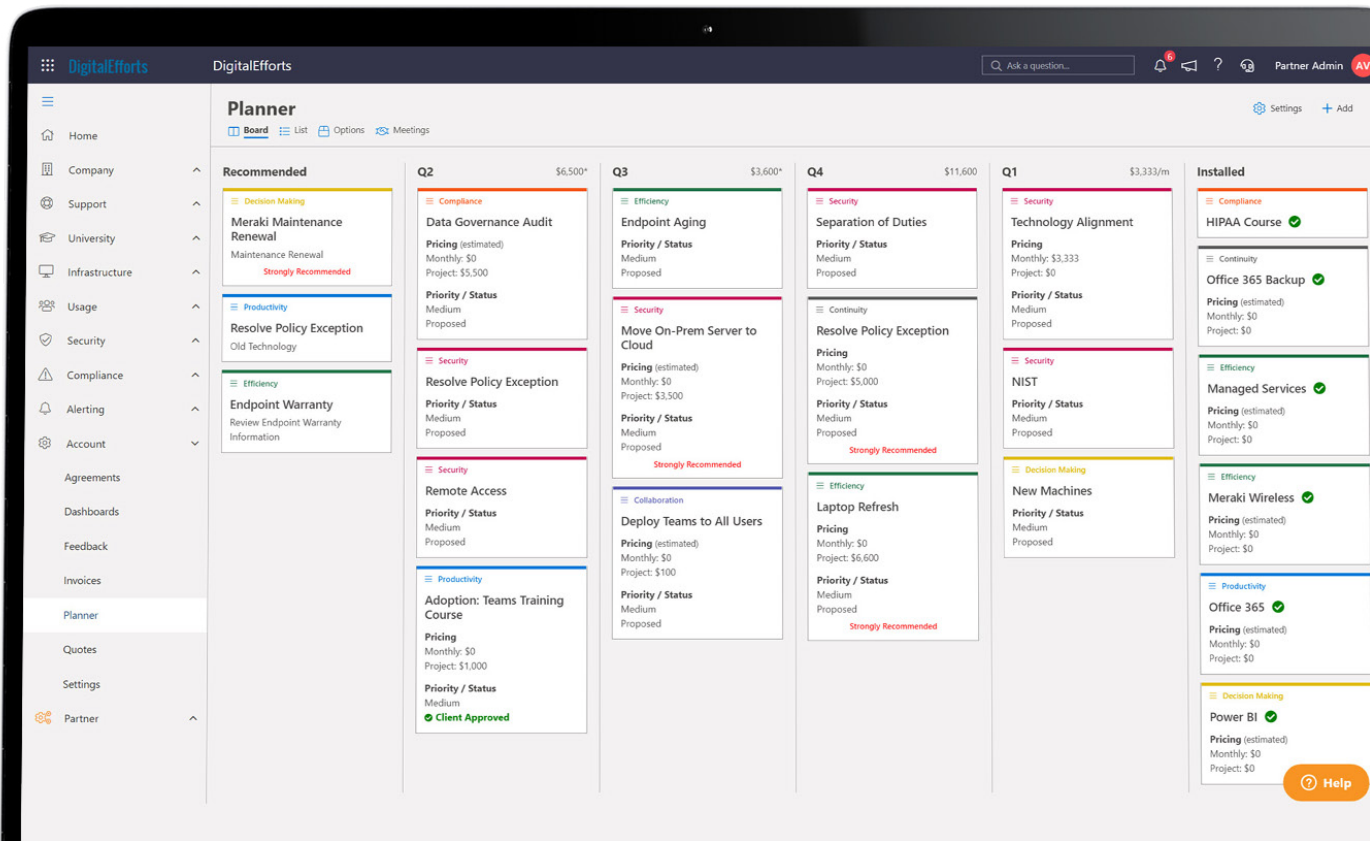 DigitalEfforts
DigitalEfforts
Ask a question...
6
?
Partner Admin
AV
Home
Company
Support
University
Infrastructure
Usage
Security
Compliance
Alerting
Account
Agreements
Dashboards
Feedback
Invoices
Planner
Quotes
Settings
Partner
Planner
Settings
+ Add
Board
List
Options
Meetings
Recommended
Decision Making
Meraki Maintenance
Renewal
Maintenance Renewal
Strongly Recommended
Productivity
Resolve Policy Exception
Old Technology
Efficiency
Endpoint Warranty
Review Endpoint Warranty
Information
Q2 $6,500*
Compliance
Data Governance Audit
Pricing (estimated)
Monthly: $0
Project: $5,500
Priority / Status
Medium
Proposed
Security
Resolve Policy Exception
Priority / Status
Medium
Proposed
Security
Remote Access
Priority / Status
Medium
Proposed
Productivity
Adoption: Teams Training
Course
Pricing
Monthly: $0
Project: $1,000
Priority / Status
Medium
Client Approved
Q3 $3,600*
Efficiency
Endpoint Aging
Priority / Status
Medium
Proposed
Security
Move On-Prem Server to
Cloud
Pricing (estimated)
Monthly: $0
Project: $3,500
Priority / Status
Medium
Proposed
Strongly Recommended
Collaboration
Deploy Teams to All Users
Pricing (estimated)
Monthly: $0
Project: $100
Priority / Status
Medium
Proposed
Q4 $11,600
Security
Separation of Duties
Priority / Status
Medium
Proposed
Continuity
Resolve Policy Exception
Pricing
Monthly: $0
Project: $5,000
Priority / Status
Medium
Proposed
Strongly Recommended
Efficiency
Laptop Refresh
Pricing
Monthly: $0
Project: $6,600
Priority / Status
Medium
Proposed
Strongly Recommended
Q1 $3,333/m
Security
Technology Alignment
Pricing
Monthly: $3,333
Project: $0
Priority / Status
Medium
Proposed
Security
NIST
Priority / Status
Medium
Proposed
Decision Making
New Machines
Priority / Status
Medium
Proposed
Installed
Compliance
HIPAA Course
Continuity
Office 365 Backup
Pricing (estimated)
Monthly: $0
Project: $0
Efficiency
Managed Services
Pricing (estimated)
Monthly: $0
Project: $0
Efficiency
Meraki Wireless
Pricing (estimated)
Monthly: $0
Project: $0
Productivity
Office 365
Pricing (estimated)
Monthly: $0
Project: $0
Decision Making
Power BI
Pricing (estimated)
Monthly: $0
Project: $0
Help